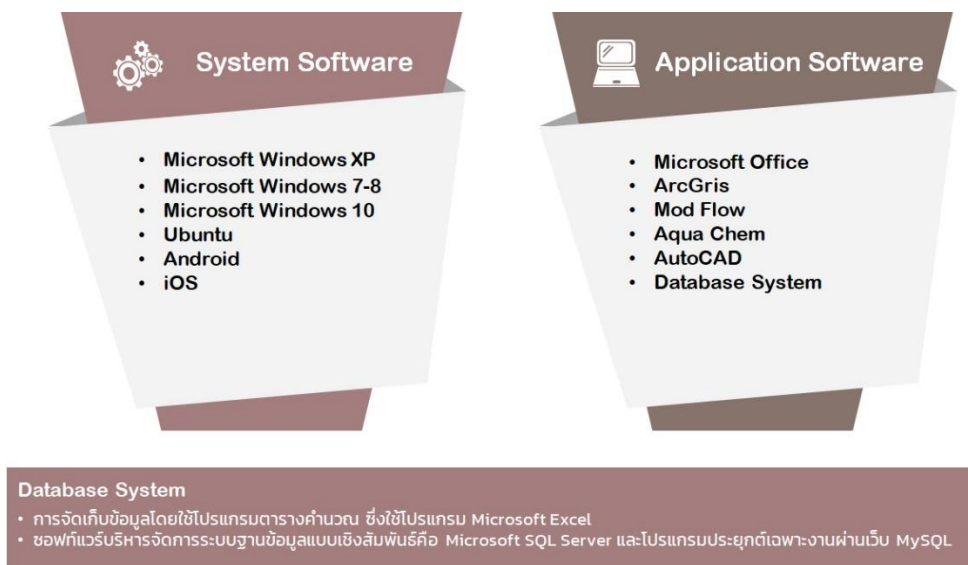 System Software
• Microsoft Windows XP
• Microsoft Windows 7-8
• Microsoft Windows 10
• Ubuntu
• Android
• iOS
Application Software
• Microsoft Office
• ArcGris
• Mod Flow
• Aqua Chem
• AutoCAD
• Database System
Database System
• การจัดเก็บข้อมูลโดยใช้โปรแกรมตารางคำนวณ ซึ่งใช้โปรแกรม Microsoft Excel
• ซอฟท์แวร์บริหารจัดการระบบฐานข้อมูลแบบเชิงสัมพันธ์คือ Microsoft SQL Server และโปรแกรมประยุกต์เฉพาะงานผ่านเว็บ MySQL